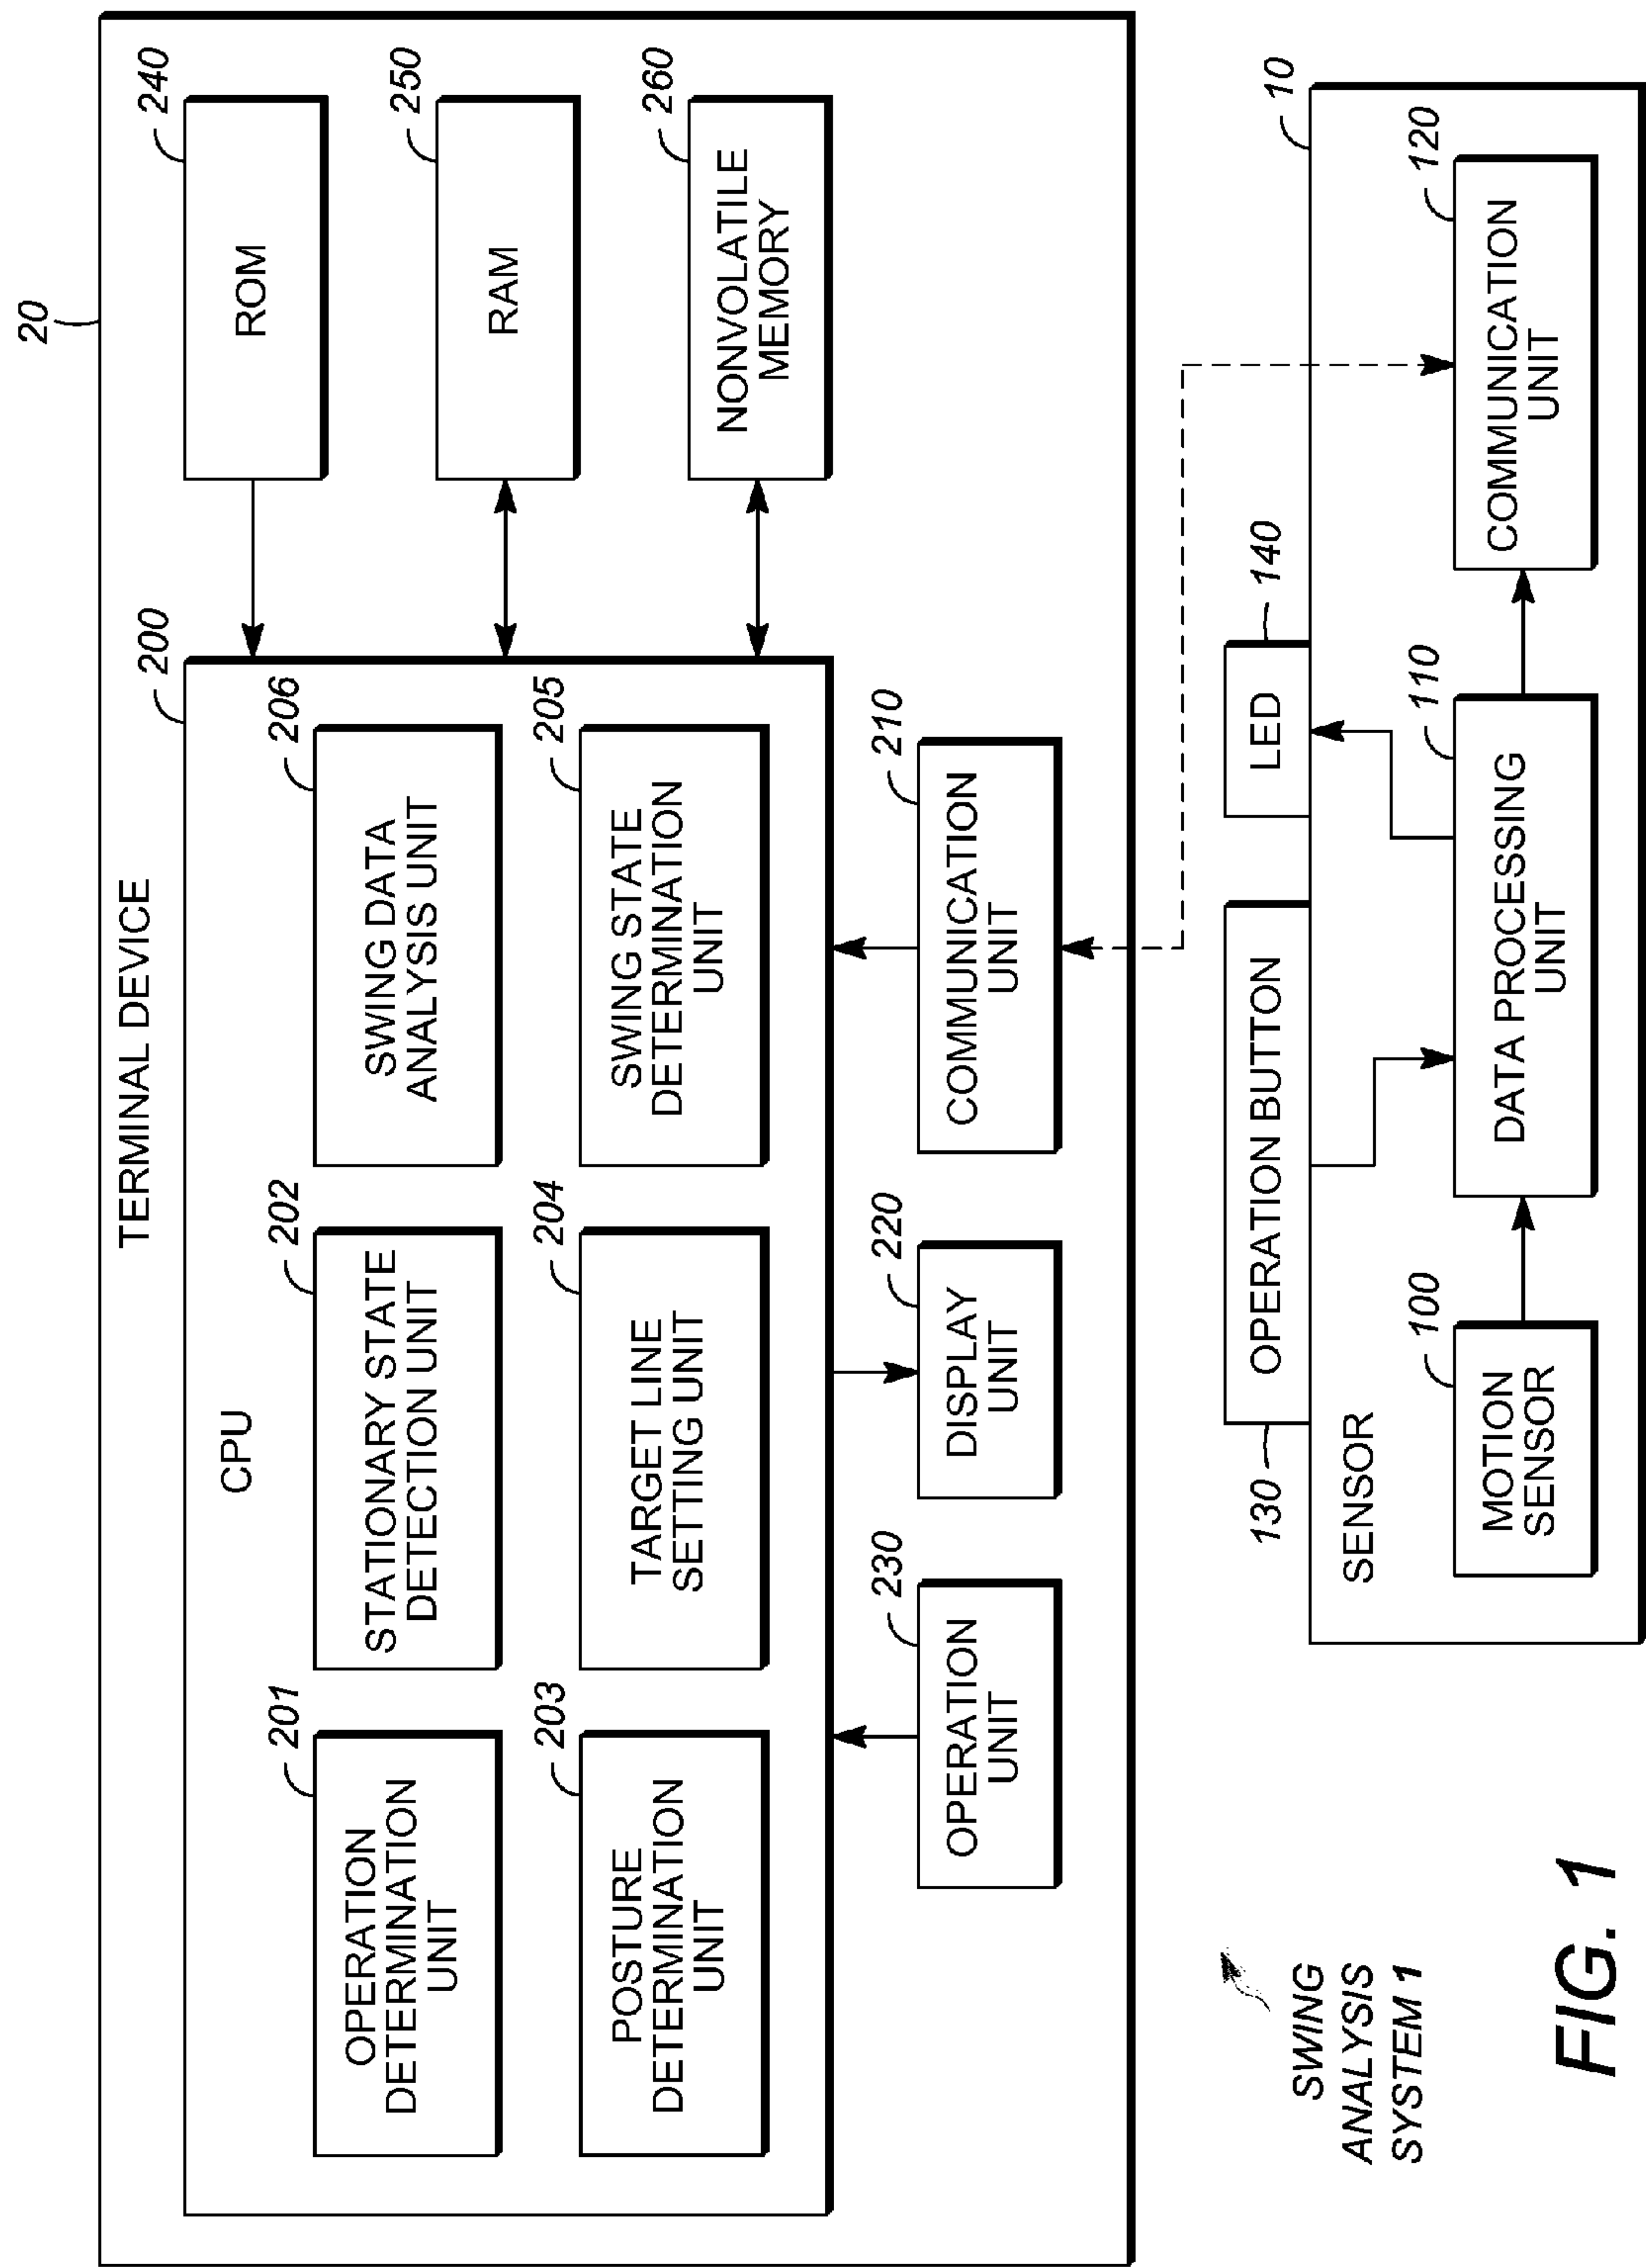 20
TERMINAL DEVICE
200
CPU
201
OPERATION
DETERMINATION
UNIT
202
STATIONARY STATE
DETECTION UNIT
206
SWING DATA
ANALYSIS UNIT
203
POSTURE
DETERMINATION
UNIT
204
TARGET LINE
SETTING UNIT
205
SWING STATE
DETERMINATION
UNIT
240
ROM
250
RAM
260
NONVOLATILE
MEMORY
230
OPERATION
UNIT
220
DISPLAY
UNIT
210
COMMUNICATION
UNIT
SWING
ANALYSIS
SYSTEM 1
130
OPERATION BUTTON
LED
140
10
SENSOR
100
MOTION
SENSOR
110
DATA PROCESSING
UNIT
120
COMMUNICATION
UNIT
FIG. 1